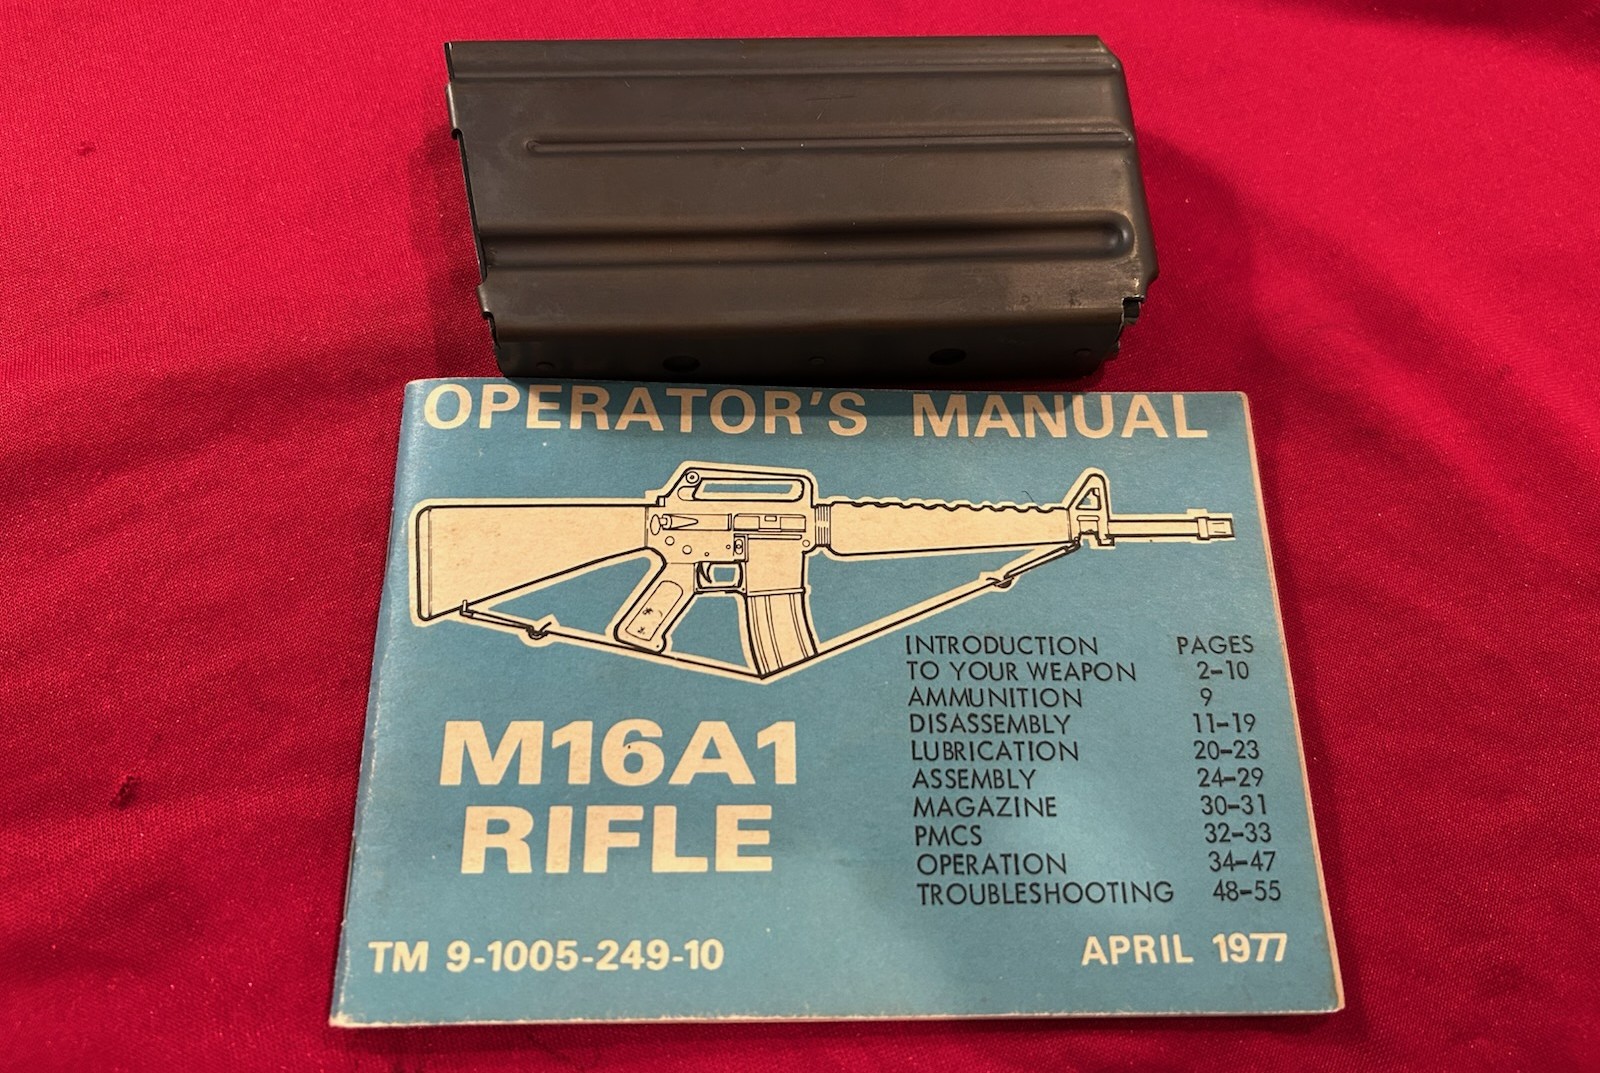 OPERATOR'S MANUAL
INTRODUCTION PAGES
TO YOUR WEAPON 2-10
AMMUNITION 9
DISASSEMBLY 11-19
LUBRICATION 20-23
ASSEMBLY 24-29
MAGAZINE 30-31
PMCS 32-33
OPERATION 34-47
TROUBLESHOOTING 48-55
M16A1
RIFLE
TM 9-1005-249-10
APRIL 1977